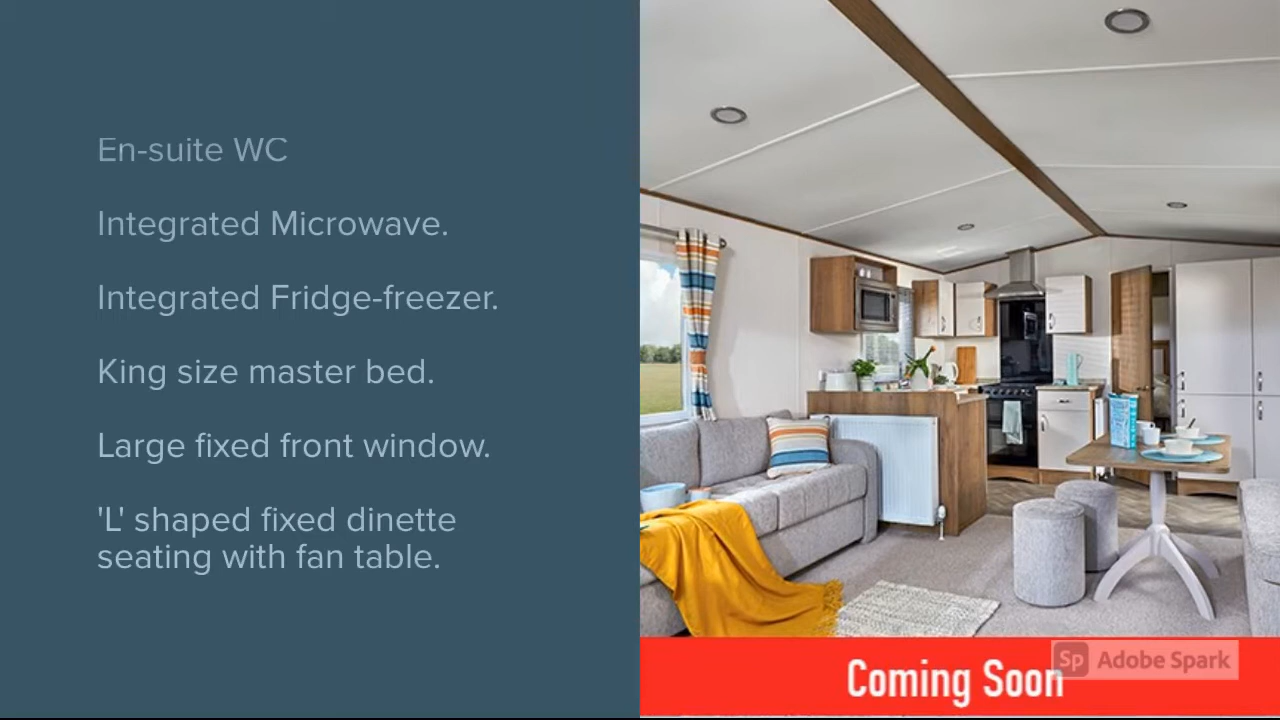 En-suite WC
Integrated Microwave.
Integrated Fridge-freezer.
King size master bed.
Large fixed front window.
'L' shaped fixed dinette
seating with fan table.
Coming Soon
Sp Adobe Spark